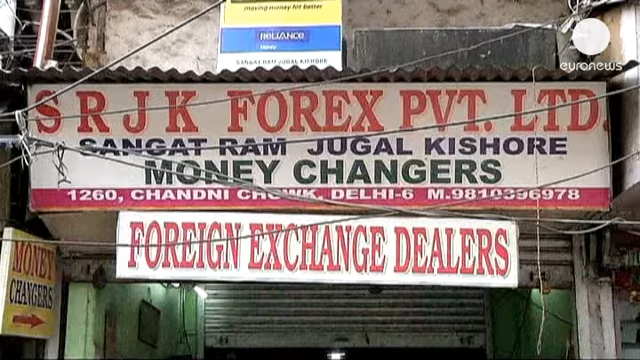 moving money for better
RELIANCE
Money
SANGAT RAM JUGAL KISHORE
euronews
S R J K FOREX PVT. LTD.
SANGAT RAM JUGAL KISHORE
MONEY CHANGERS
1260, CHANDNI CHOWK, DELHI-6 M.9810396978
FOREIGN EXCHANGE DEALERS
MONEY
CHANGERS